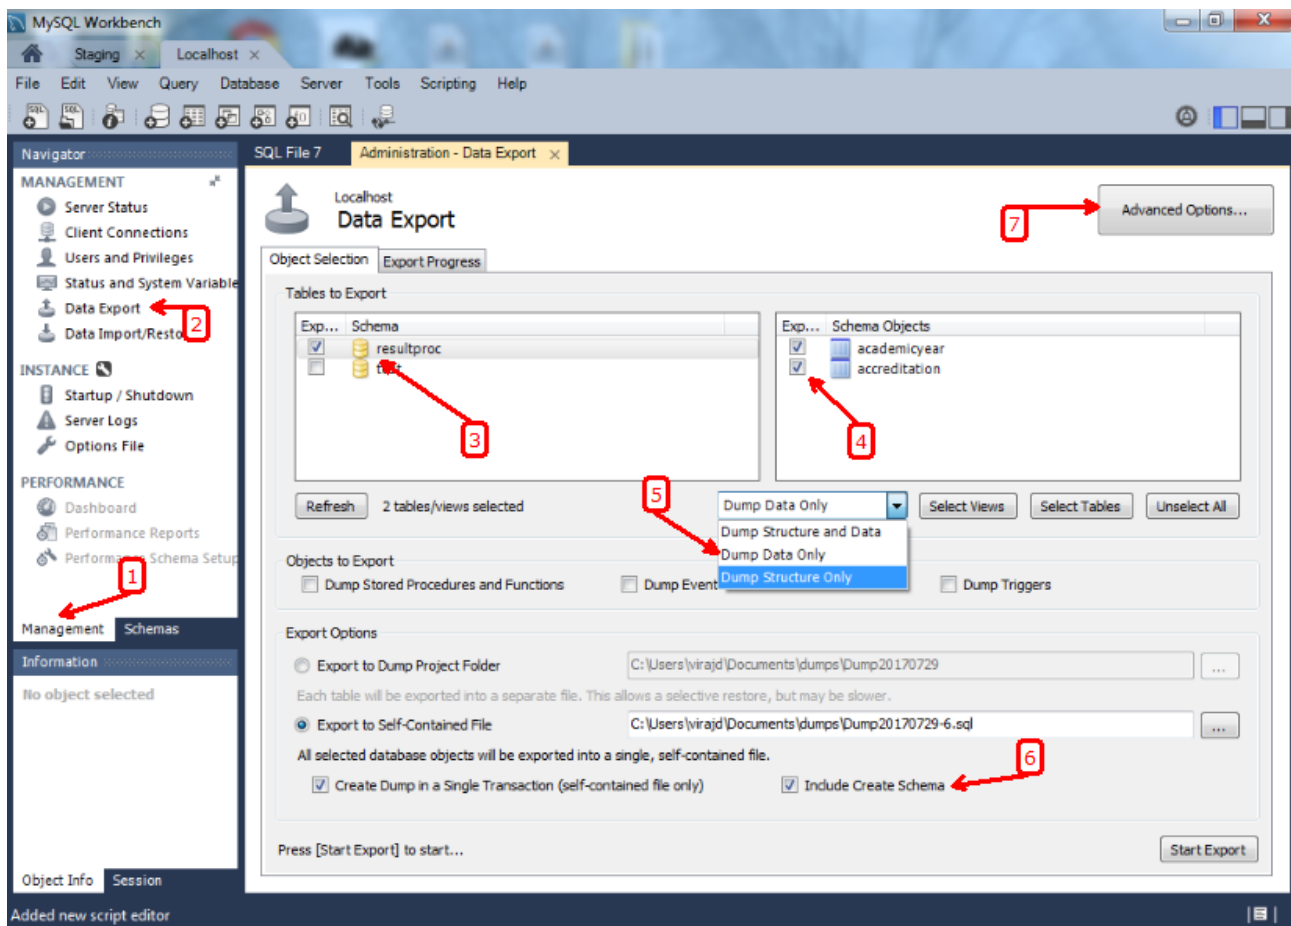 MySQL Workbench
Staging
Localhost
File Edit View Query Database Server Tools Scripting Help
Navigator
SQL File 7
Administration - Data Export
MANAGEMENT
Server Status
Client Connections
Users and Privileges
Status and System Variable
Data Export
2
Data Import/Resto
INSTANCE
Startup / Shutdown
Server Logs
Options File
PERFORMANCE
Dashboard
Performance Reports
Performance Schema Setup
1
Management Schemas
Information
No object selected
Object Info Session
Localhost
Data Export
7
Advanced Options...
Object Selection Export Progress
Tables to Export
Exp... Schema
resultproc
3
Exp... Schema Objects
academicyear
accreditation
4
Refresh
2 tables/views selected
5
Dump Data Only
Select Views
Select Tables
Unselect All
Dump Structure and Data
Dump Data Only
Dump Structure Only
Objects to Export
Dump Stored Procedures and Functions
Dump Event
Dump Triggers
Export Options
Export to Dump Project Folder
C:\Users\virajd\Documents\dumps\Dump20170729
...
Each table will be exported into a separate file. This allows a selective restore, but may be slower.
Export to Self-Contained File
C:\Users\virajd\Documents\dumps\Dump20170729-6.sql
...
All selected database objects will be exported into a single, self-contained file.
6
Create Dump in a Single Transaction (self-contained file only)
Include Create Schema
Press [Start Export] to start...
Start Export
Added new script editor